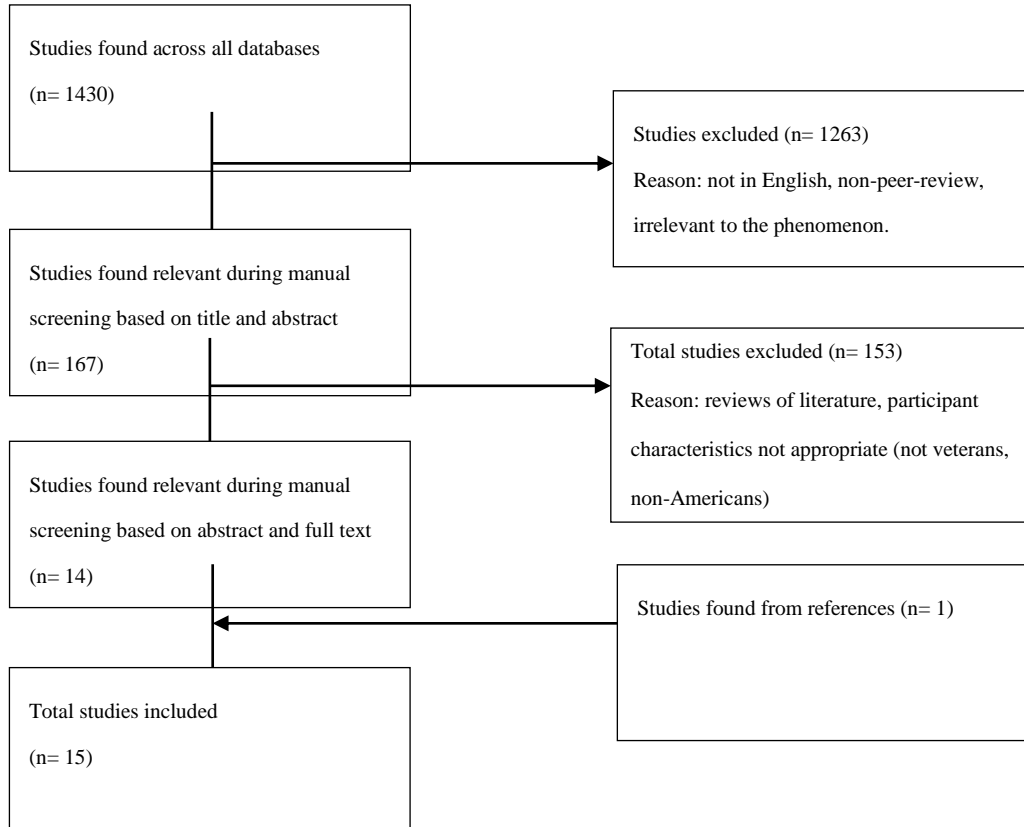 Studies found across all databases
(n= 1430)
Studies excluded (n= 1263)
Reason: not in English, non-peer-review,
irrelevant to the phenomenon.
Studies found relevant during manual
screening based on title and abstract
(n= 167)
Total studies excluded (n= 153)
Reason: reviews of literature, participant
characteristics not appropriate (not veterans,
non-Americans)
Studies found relevant during manual
screening based on abstract and full text
(n= 14)
Studies found from references (n= 1)
Total studies included
(n= 15)